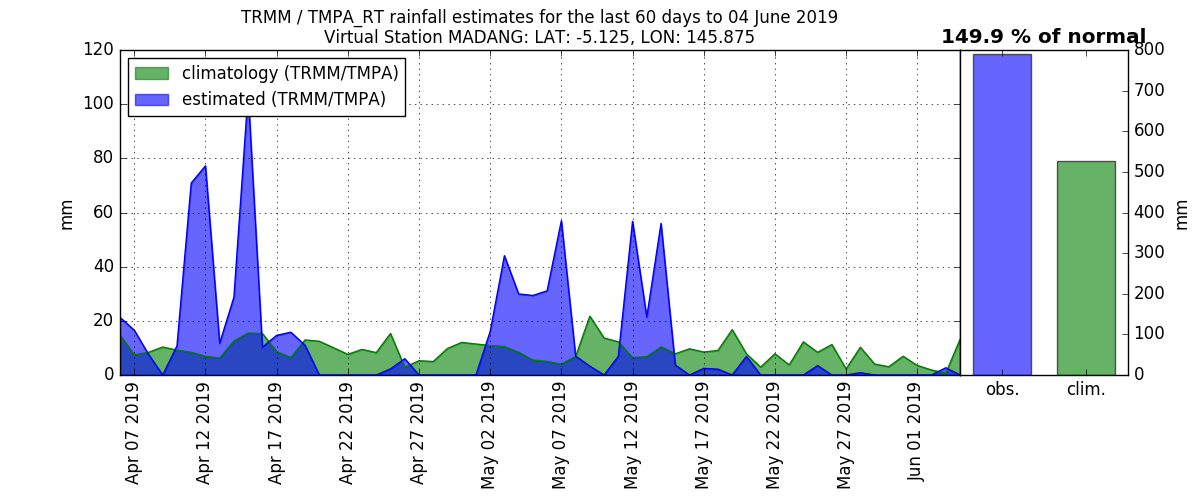 TRMM / TMPA_RT rainfall estimates for the last 60 days to 04 June 2019
Virtual Station MADANG: LAT: -5.125, LON: 145.875
149.9 % of normal
climatology (TRMM/TMPA)
estimated (TRMM/TMPA)
120
100
80
60
40
20
0
mm
Apr 07 2019
Apr 12 2019
Apr 17 2019
Apr 22 2019
Apr 27 2019
May 02 2019
May 07 2019
May 12 2019
May 17 2019
May 22 2019
May 27 2019
Jun 01 2019
800
700
600
500
400
300
200
100
0
mm
obs.
clim.